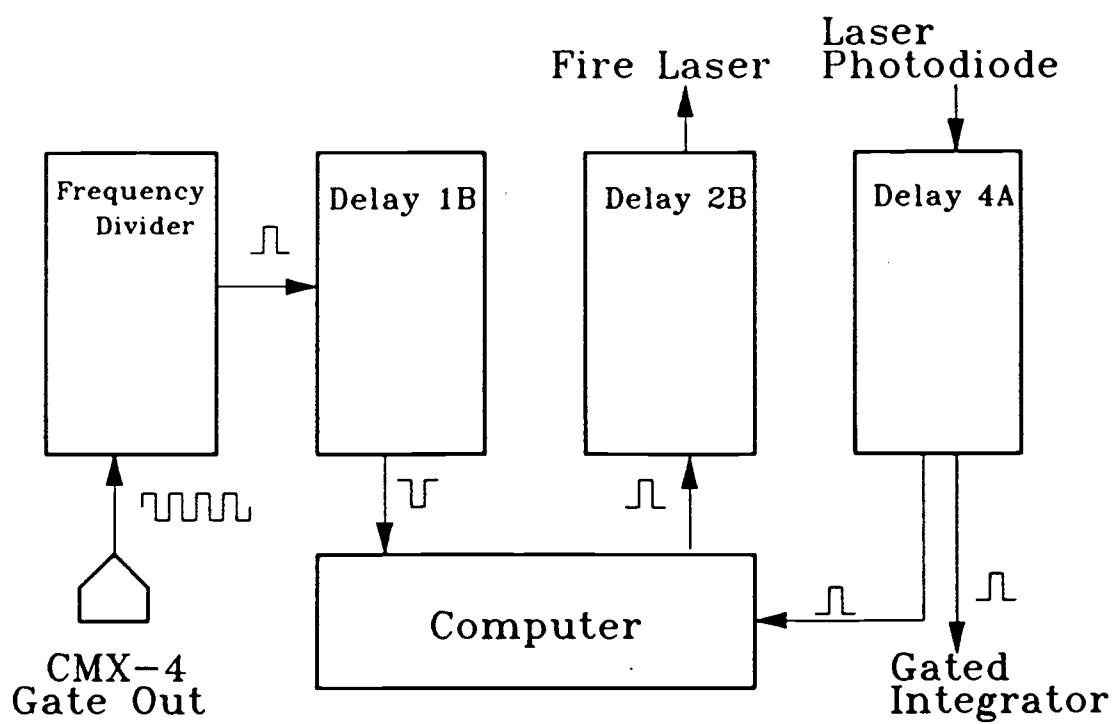 Fire Laser
Laser
Photodiode
Frequency
Divider
Delay 1B
Delay 2B
Delay 4A
Computer
CMX-4
Gate Out
Gated
Integrator